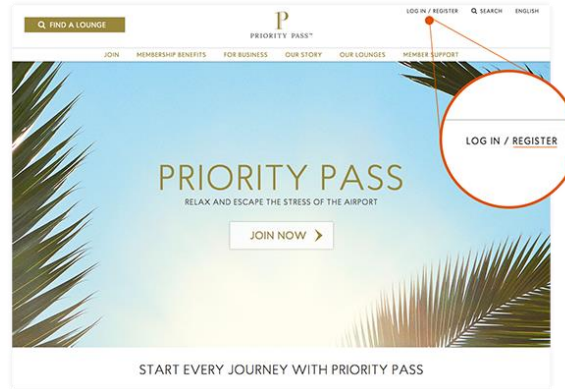 FIND A LOUNGE
P
PRIORITY PASS™
LOG IN / REGISTER SEARCH ENGLISH
JOIN MEMBERSHIP BENEFITS FOR BUSINESS OUR STORY OUR LOUNGES MEMBER SUPPORT
LOG IN / REGISTER
PRIORITY PASS
RELAX AND ESCAPE THE STRESS OF THE AIRPORT
JOIN NOW
START EVERY JOURNEY WITH PRIORITY PASS